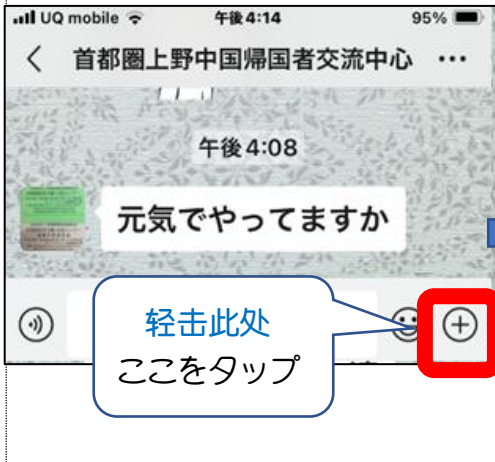 UQ mobile 午後4:14 95%
首都圏上野中国帰国者交流中心 ...
午後4:08
元気でやってますか
轻击此处
ここをタップ